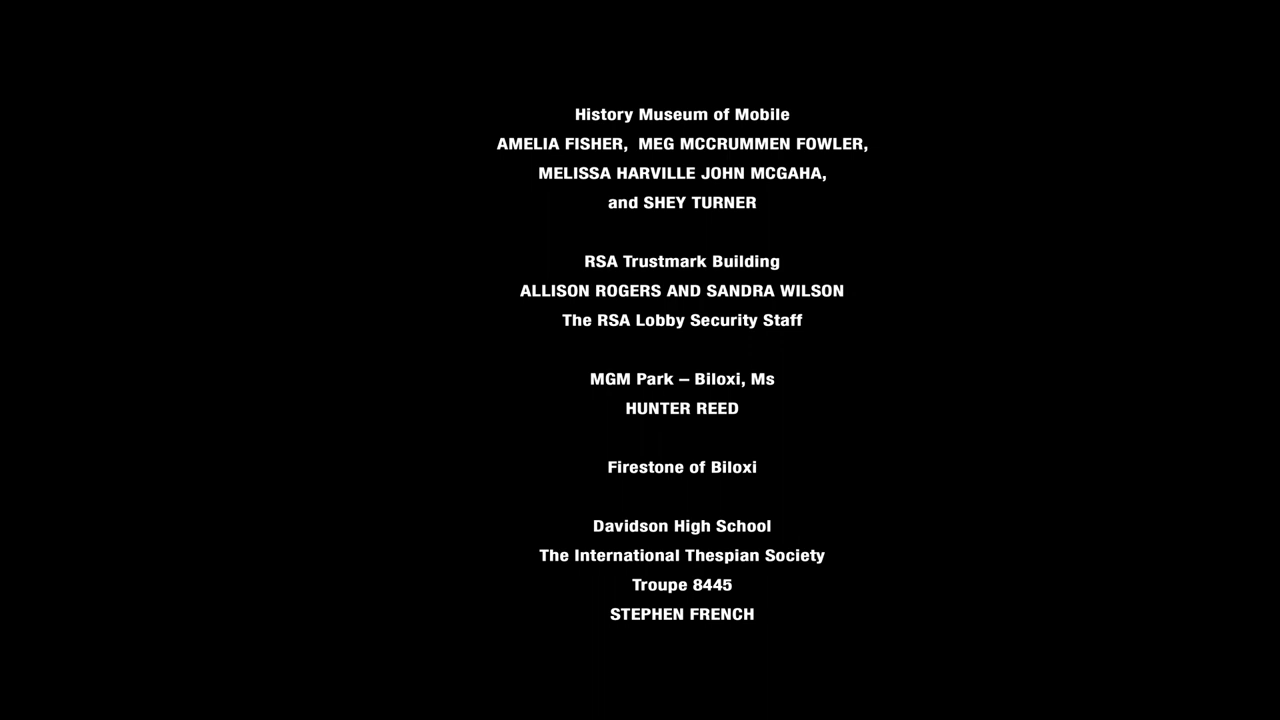 History Museum of Mobile
AMELIA FISHER,  MEG MCCRUMMEN FOWLER,
MELISSA HARVILLE JOHN MCGAHA,
and SHEY TURNER
RSA Trustmark Building
ALLISON ROGERS AND SANDRA WILSON
The RSA Lobby Security Staff
MGM Park – Biloxi, Ms
HUNTER REED
Firestone of Biloxi
Davidson High School
The International Thespian Society
Troupe 8445
STEPHEN FRENCH